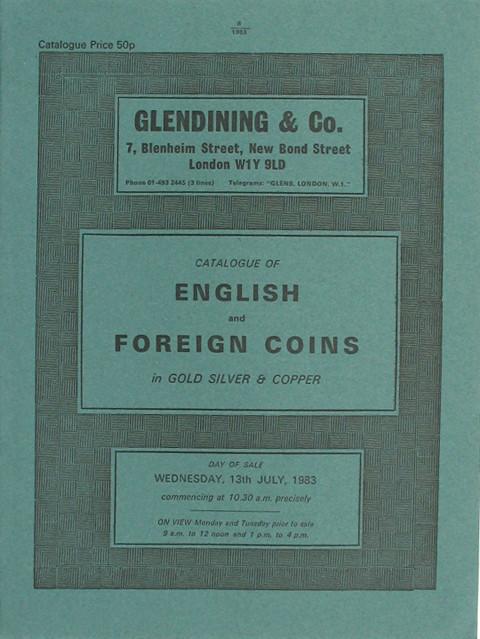 8
1983
Catalogue Price 50p
GLENDINING & Co.
7, Blenheim Street, New Bond Street
London W1Y 9LD
Phone 01-493 2445 (3 lines) Telegrams: "GLENS, LONDON, W.1."
CATALOGUE OF
ENGLISH
and
FOREIGN COINS
in GOLD SILVER & COPPER
DAY OF SALE
WEDNESDAY, 13th JULY, 1983
commencing at 10.30 a.m. precisely
ON VIEW Monday and Tuesday prior to sale
9 a.m. to 12 noon and 1 p.m. to 4 p.m.